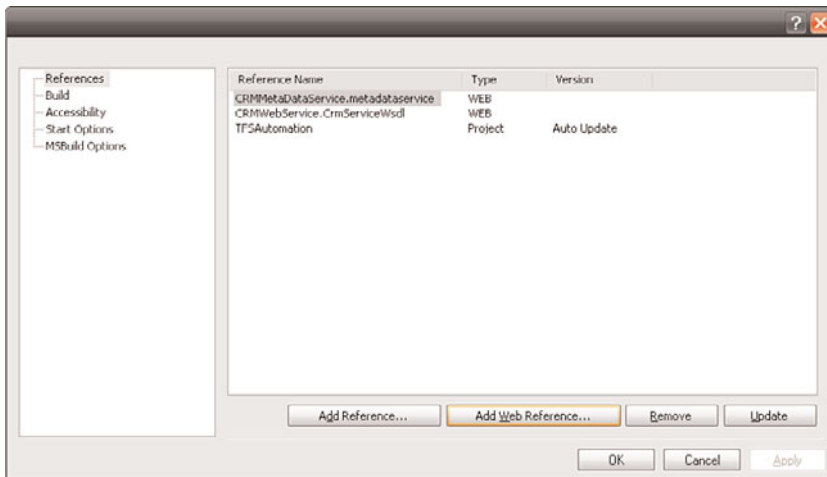 References
Build
Accessibility
Start Options
MSBuild Options
Reference Name Type Version
CRMMetaDataService.metadataservice WEB
CRMWebService.CrmServiceWsdl WEB
TFSAutomation Project Auto Update
Add Reference... Add Web Reference... Remove Update
OK Cancel Apply